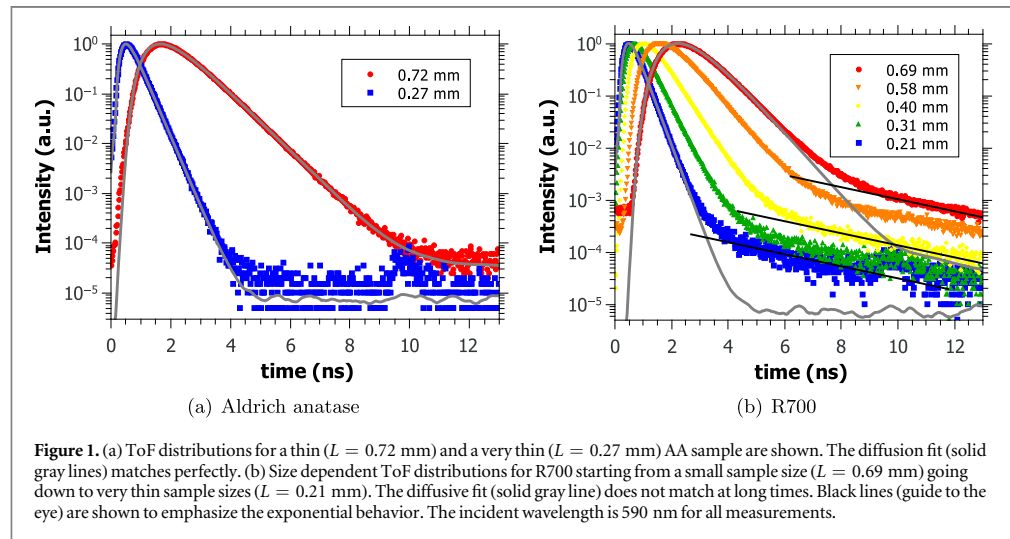 10⁰
10⁻¹
10⁻²
10⁻³
10⁻⁴
10⁻⁵
Intensity (a.u.)
0.72 mm
0.27 mm
0 2 4 6 8 10 12
time (ns)
(a) Aldrich anatase
10⁰
10⁻¹
10⁻²
10⁻³
10⁻⁴
10⁻⁵
Intensity (a.u.)
0.69 mm
0.58 mm
0.40 mm
0.31 mm
0.21 mm
0 2 4 6 8 10 12
time (ns)
(b) R700
Figure 1. (a) ToF distributions for a thin (L = 0.72 mm) and a very thin (L = 0.27 mm) AA sample are shown. The diffusion fit (solid
gray lines) matches perfectly. (b) Size dependent ToF distributions for R700 starting from a small sample size (L = 0.69 mm) going
down to very thin sample sizes (L = 0.21 mm). The diffusive fit (solid gray line) does not match at long times. Black lines (guide to the
eye) are shown to emphasize the exponential behavior. The incident wavelength is 590 nm for all measurements.